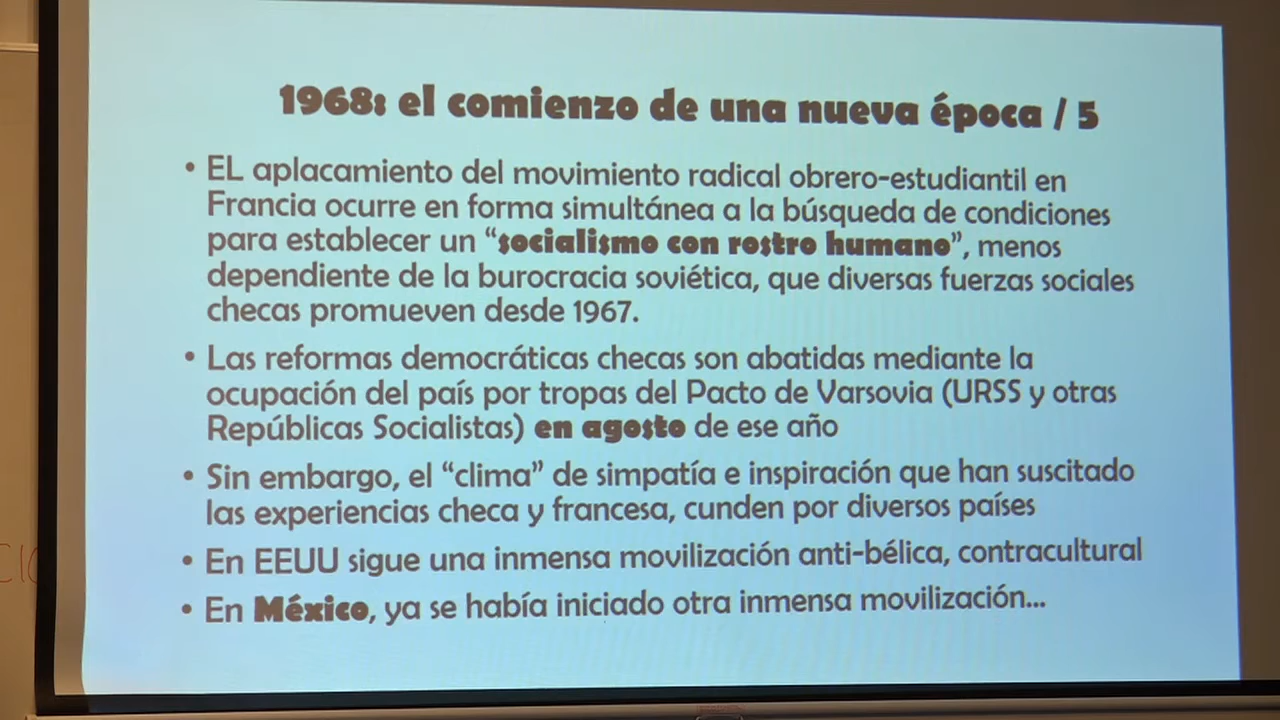 1968: el comienzo de una nueva época / 5
• EL aplacamiento del movimiento radical obrero-estudiantil en
Francia ocurre en forma simultánea a la búsqueda de condiciones
para establecer un “socialismo con rostro humano”, menos
dependiente de la burocracia soviética, que diversas fuerzas sociales
checas promueven desde 1967.
• Las reformas democráticas checas son abatidas mediante la
ocupación del país por tropas del Pacto de Varsovia (URSS y otras
Repúblicas Socialistas) en agosto de ese año
• Sin embargo, el “clima” de simpatía e inspiración que han suscitado
las experiencias checa y francesa, cunden por diversos países
• En EEUU sigue una inmensa movilización anti-bélica, contracultural
• En México, ya se había iniciado otra inmensa movilización...